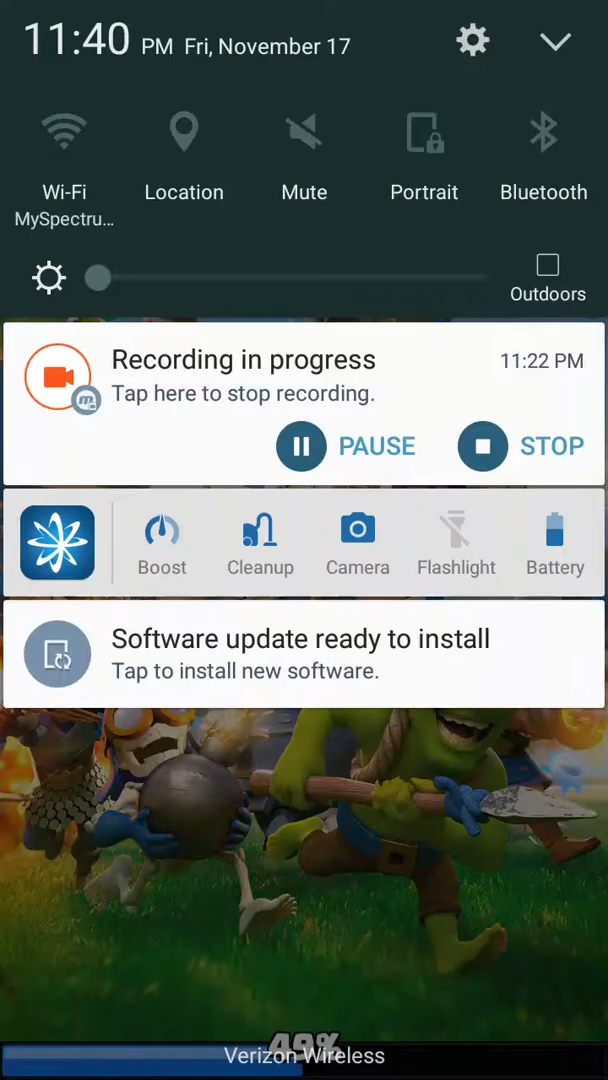 11:40 PM Fri, November 17
Wi-Fi Location Mute Portrait Bluetooth
MySpectru...
Outdoors
Recording in progress 11:22 PM
Tap here to stop recording.
PAUSE STOP
Boost Cleanup Camera Flashlight Battery
Software update ready to install
Tap to install new software.
49%
Verizon Wireless